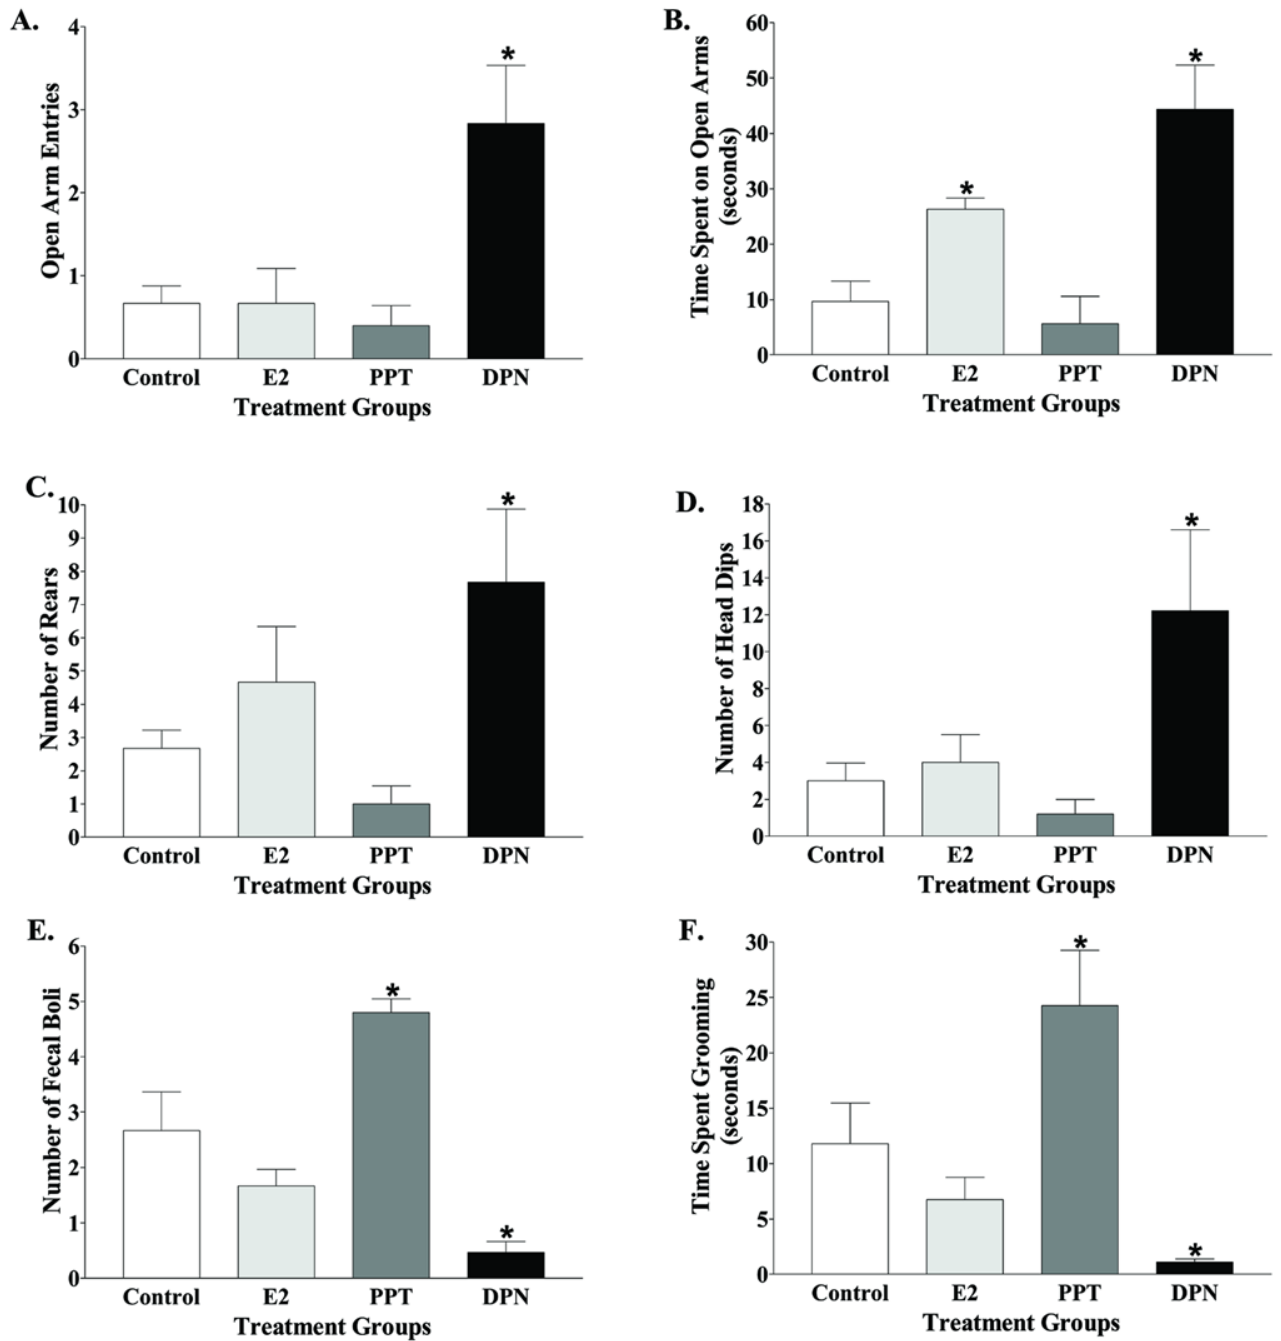 A.
Open Arm Entries
4
3
2
1
0
*
Control E2 PPT DPN
Treatment Groups
B.
Time Spent on Open Arms
(seconds)
60
50
40
30
20
10
0
*
*
Control E2 PPT DPN
Treatment Groups
C.
Number of Rears
10
9
8
7
6
5
4
3
2
1
0
*
Control E2 PPT DPN
Treatment Groups
D.
Number of Head Dips
18
16
14
12
10
8
6
4
2
0
*
Control E2 PPT DPN
Treatment Groups
E.
Number of Fecal Boli
6
5
4
3
2
1
0
*
*
Control E2 PPT DPN
Treatment Groups
F.
Time Spent Grooming
(seconds)
30
25
20
15
10
5
0
*
*
Control E2 PPT DPN
Treatment Groups